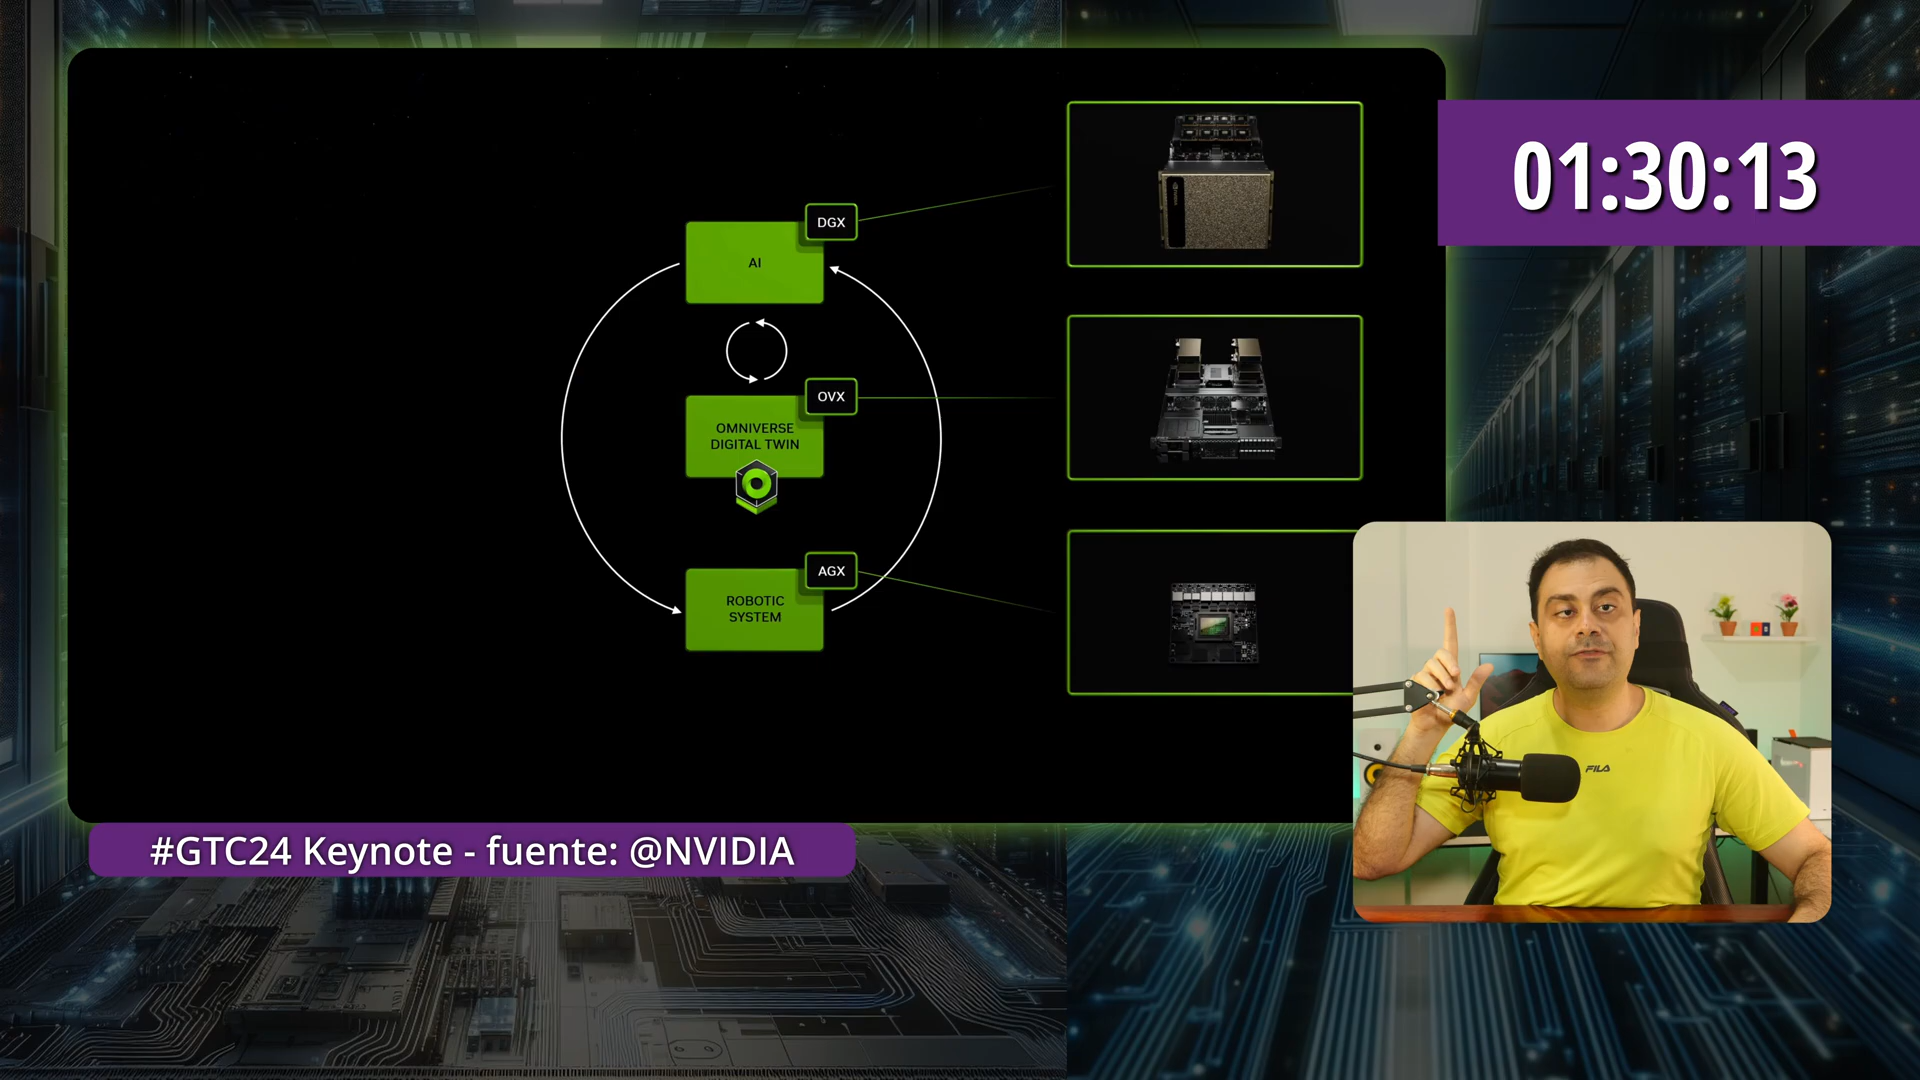 01:30:13
DGX
AI
OVX
OMNIVERSE
DIGITAL TWIN
AGX
ROBOTIC
SYSTEM
FILA
#GTC24 Keynote - fuente: @NVIDIA